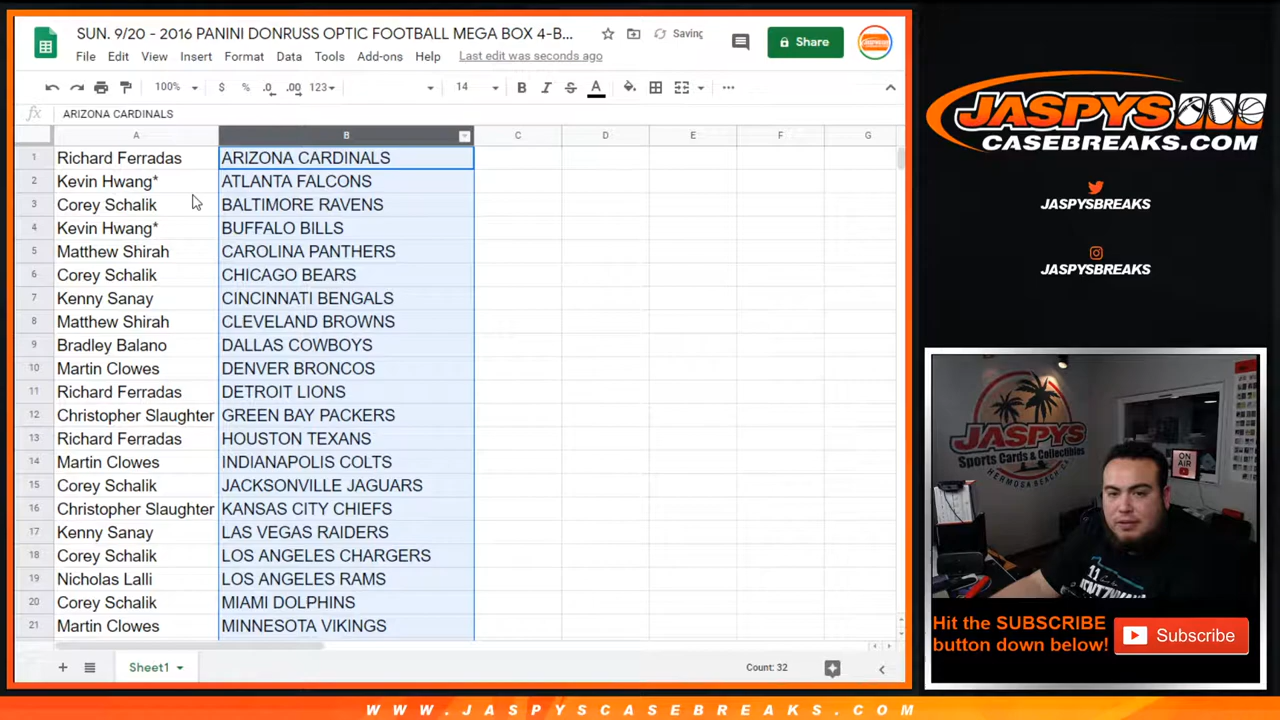 SUN. 9/20 - 2016 PANINI DONRUSS OPTIC FOOTBALL MEGA BOX 4-B...
Saving
Share
File Edit View Insert Format Data Tools Add-ons Help Last edit was seconds ago
100% $ % .0 .00 123 14 B I S A
fx ARIZONA CARDINALS
A B C D E F G
1 Richard Ferradas ARIZONA CARDINALS
2 Kevin Hwang* ATLANTA FALCONS
3 Corey Schalik BALTIMORE RAVENS
4 Kevin Hwang* BUFFALO BILLS
5 Matthew Shirah CAROLINA PANTHERS
6 Corey Schalik CHICAGO BEARS
7 Kenny Sanay CINCINNATI BENGALS
8 Matthew Shirah CLEVELAND BROWNS
9 Bradley Balano DALLAS COWBOYS
10 Martin Clowes DENVER BRONCOS
11 Richard Ferradas DETROIT LIONS
12 Christopher Slaughter GREEN BAY PACKERS
13 Richard Ferradas HOUSTON TEXANS
14 Martin Clowes INDIANAPOLIS COLTS
15 Corey Schalik JACKSONVILLE JAGUARS
16 Christopher Slaughter KANSAS CITY CHIEFS
17 Kenny Sanay LAS VEGAS RAIDERS
18 Corey Schalik LOS ANGELES CHARGERS
19 Nicholas Lalli LOS ANGELES RAMS
20 Corey Schalik MIAMI DOLPHINS
21 Martin Clowes MINNESOTA VIKINGS
Sheet1
Count: 32
JASPYS
CASEBREAKS.COM
JASPYSBREAKS
JASPYSBREAKS
JASPYS
Sports Cards & Collectibles
HERMOSA BEACH CA
ON AIR
11
Hit the SUBSCRIBE
button down below!
Subscribe
WWW.JASPYSCASEBREAKS.COM